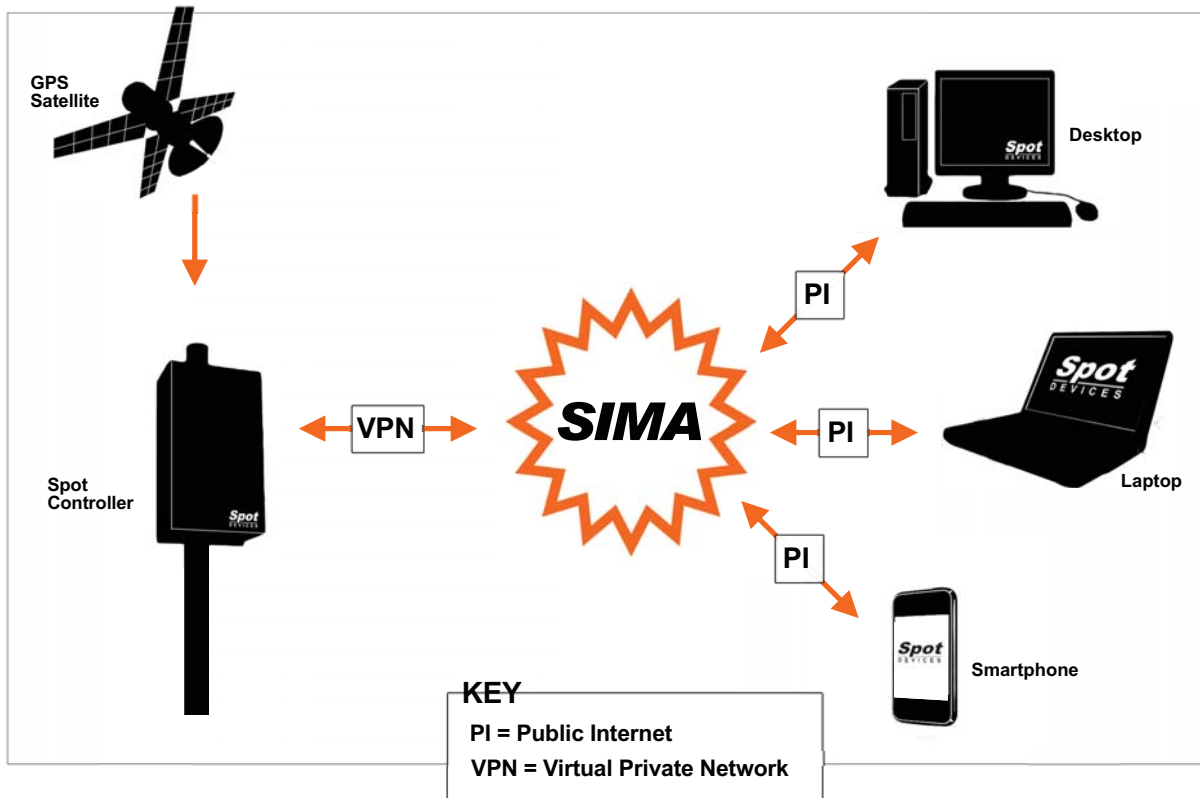 GPS
Satellite
Spot
DEVICES
Desktop
PI
Spot
DEVICES
SIMA
VPN
PI
Laptop
Spot
Controller
Spot
DEVICES
PI
Spot
DEVICES
Smartphone
KEY
PI = Public Internet
VPN = Virtual Private Network